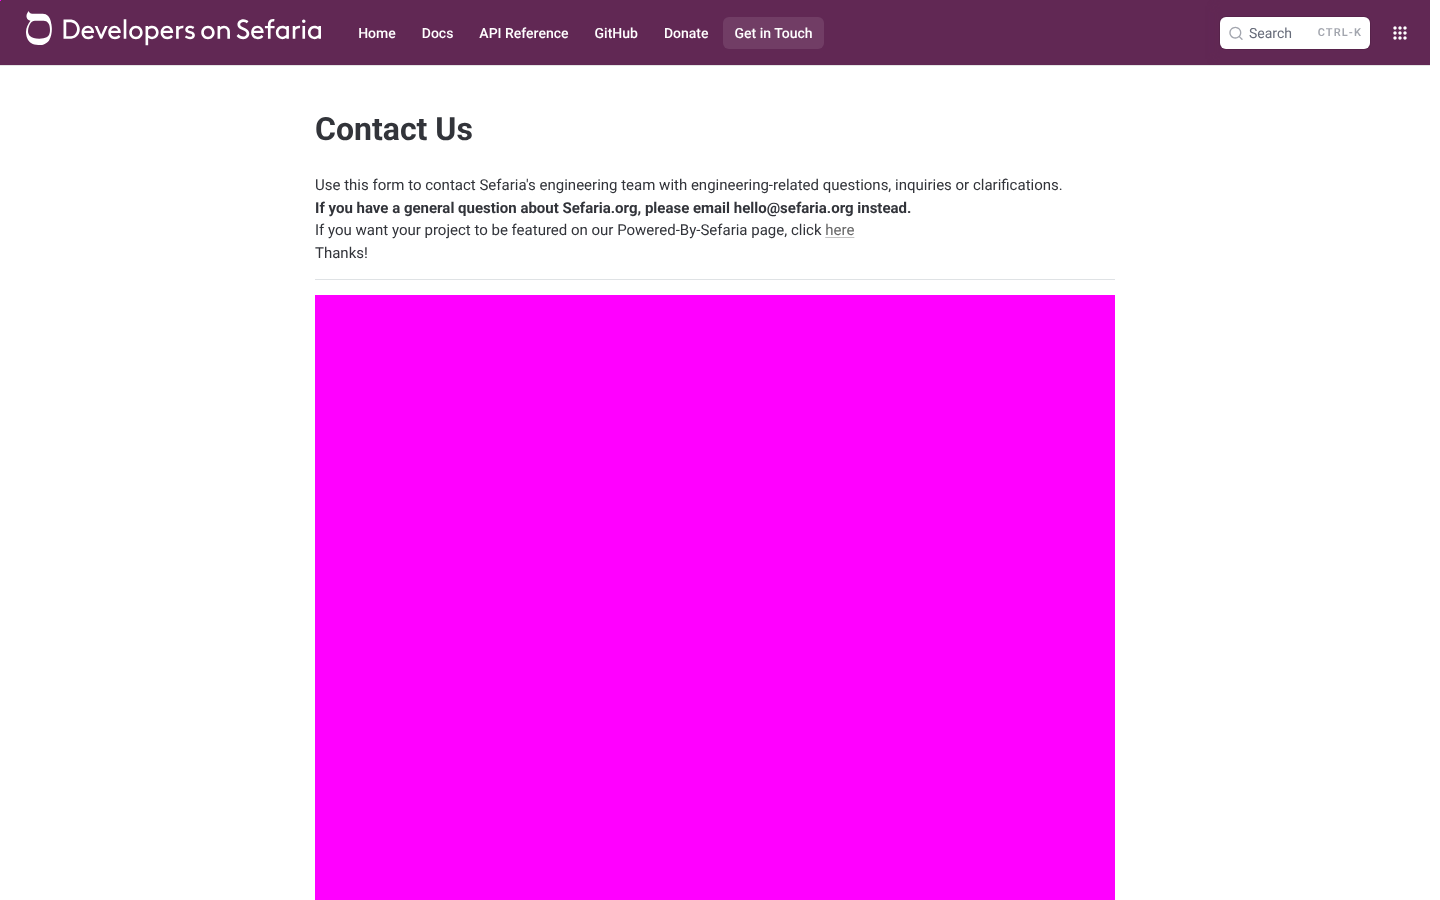 Developers on Sefaria
Home Docs API Reference GitHub Donate Get in Touch
Search CTRL-K
Contact Us
Use this form to contact Sefaria's engineering team with engineering-related questions, inquiries or clarifications.
If you have a general question about Sefaria.org, please email hello@sefaria.org instead.
If you want your project to be featured on our Powered-By-Sefaria page, click here
Thanks!